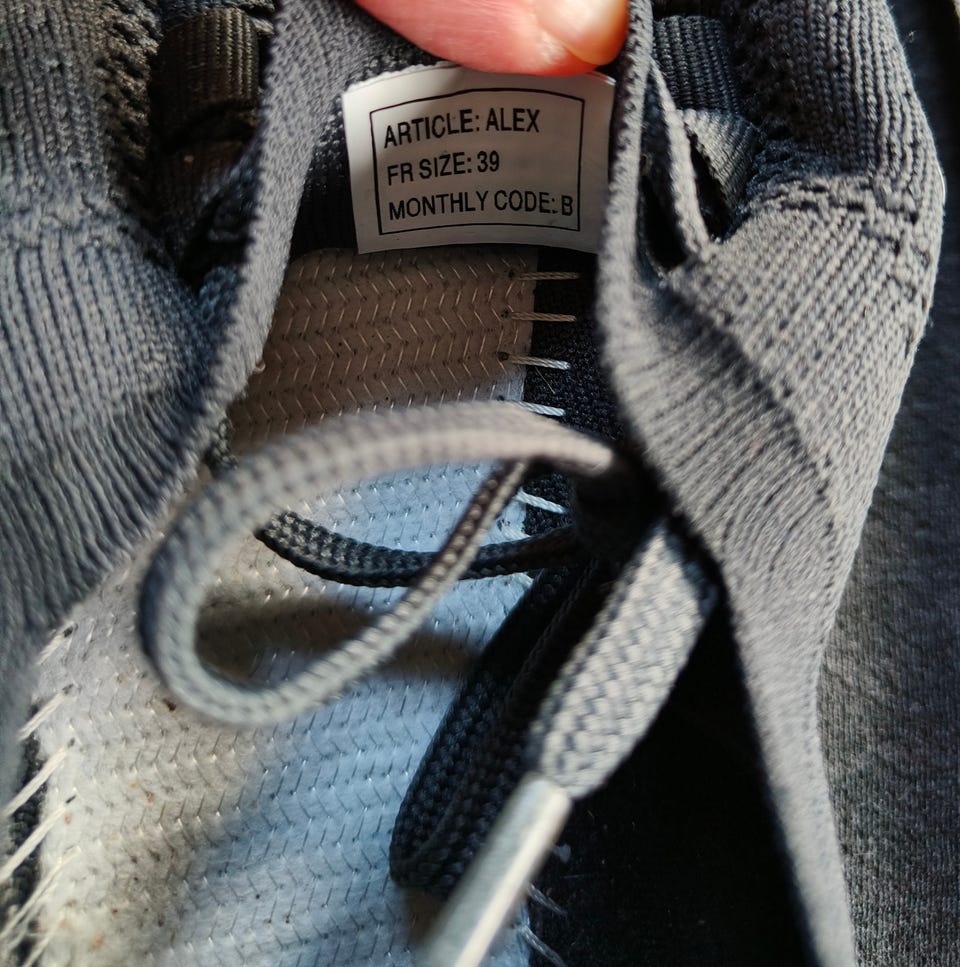 ARTICLE: ALEX
FR SIZE: 39
MONTHLY CODE: B